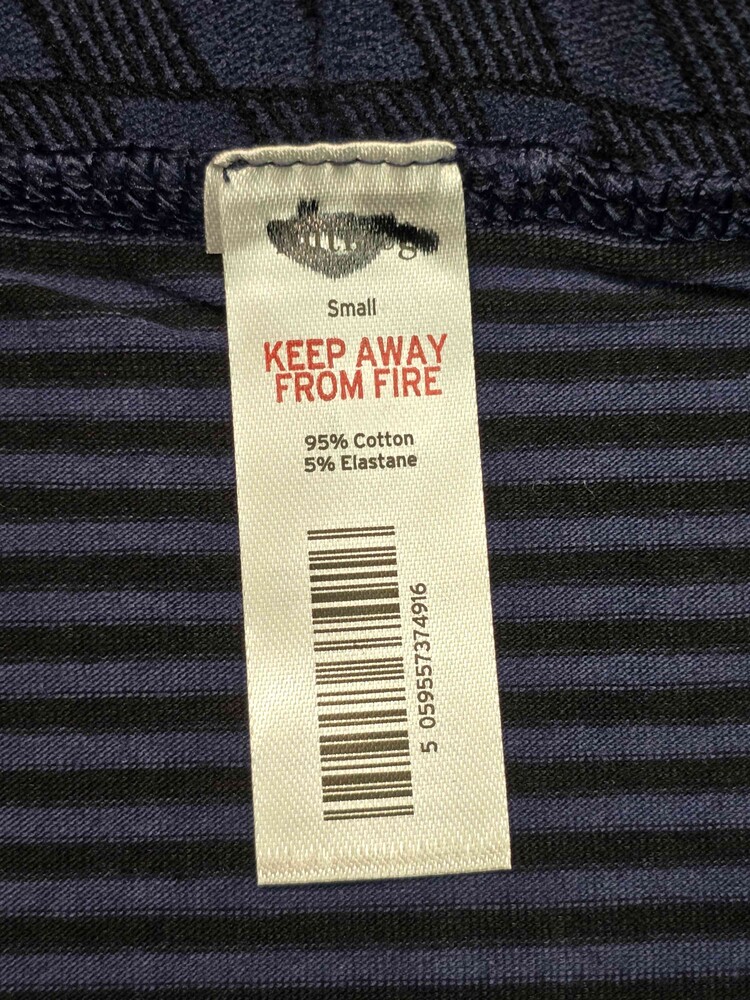 Small
KEEP AWAY
FROM FIRE
95% Cotton
5% Elastane
5 059557374916